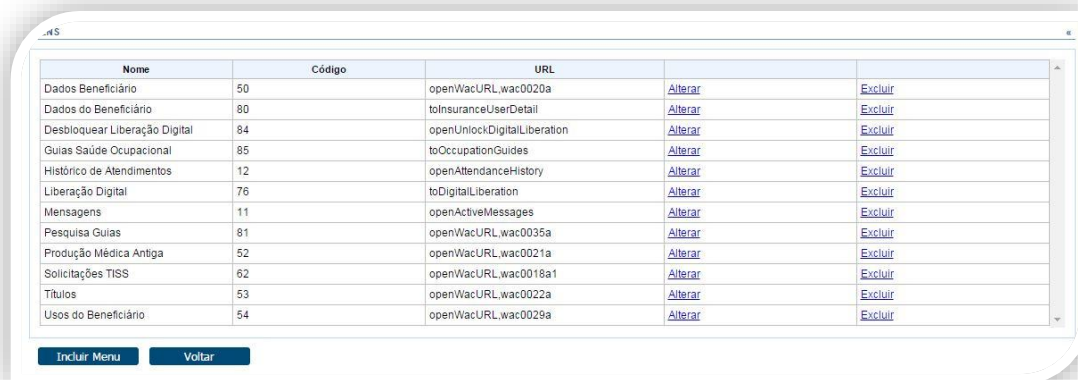 «
Nome Código URL
Dados Beneficiário 50 openWacURL,wac0020a Alterar Excluir
Dados do Beneficiário 80 toInsuranceUserDetail Alterar Excluir
Desbloquear Liberação Digital 84 openUnlockDigitalLiberation Alterar Excluir
Guias Saúde Ocupacional 85 toOccupationGuides Alterar Excluir
Histórico de Atendimentos 12 openAttendanceHistory Alterar Excluir
Liberação Digital 76 toDigitalLiberation Alterar Excluir
Mensagens 11 openActiveMessages Alterar Excluir
Pesquisa Guias 81 openWacURL,wac0035a Alterar Excluir
Produção Médica Antiga 52 openWacURL,wac0021a Alterar Excluir
Solicitações TISS 62 openWacURL,wac0018a1 Alterar Excluir
Títulos 53 openWacURL,wac0022a Alterar Excluir
Usos do Beneficiário 54 openWacURL,wac0029a Alterar Excluir
Incluir Menu Voltar